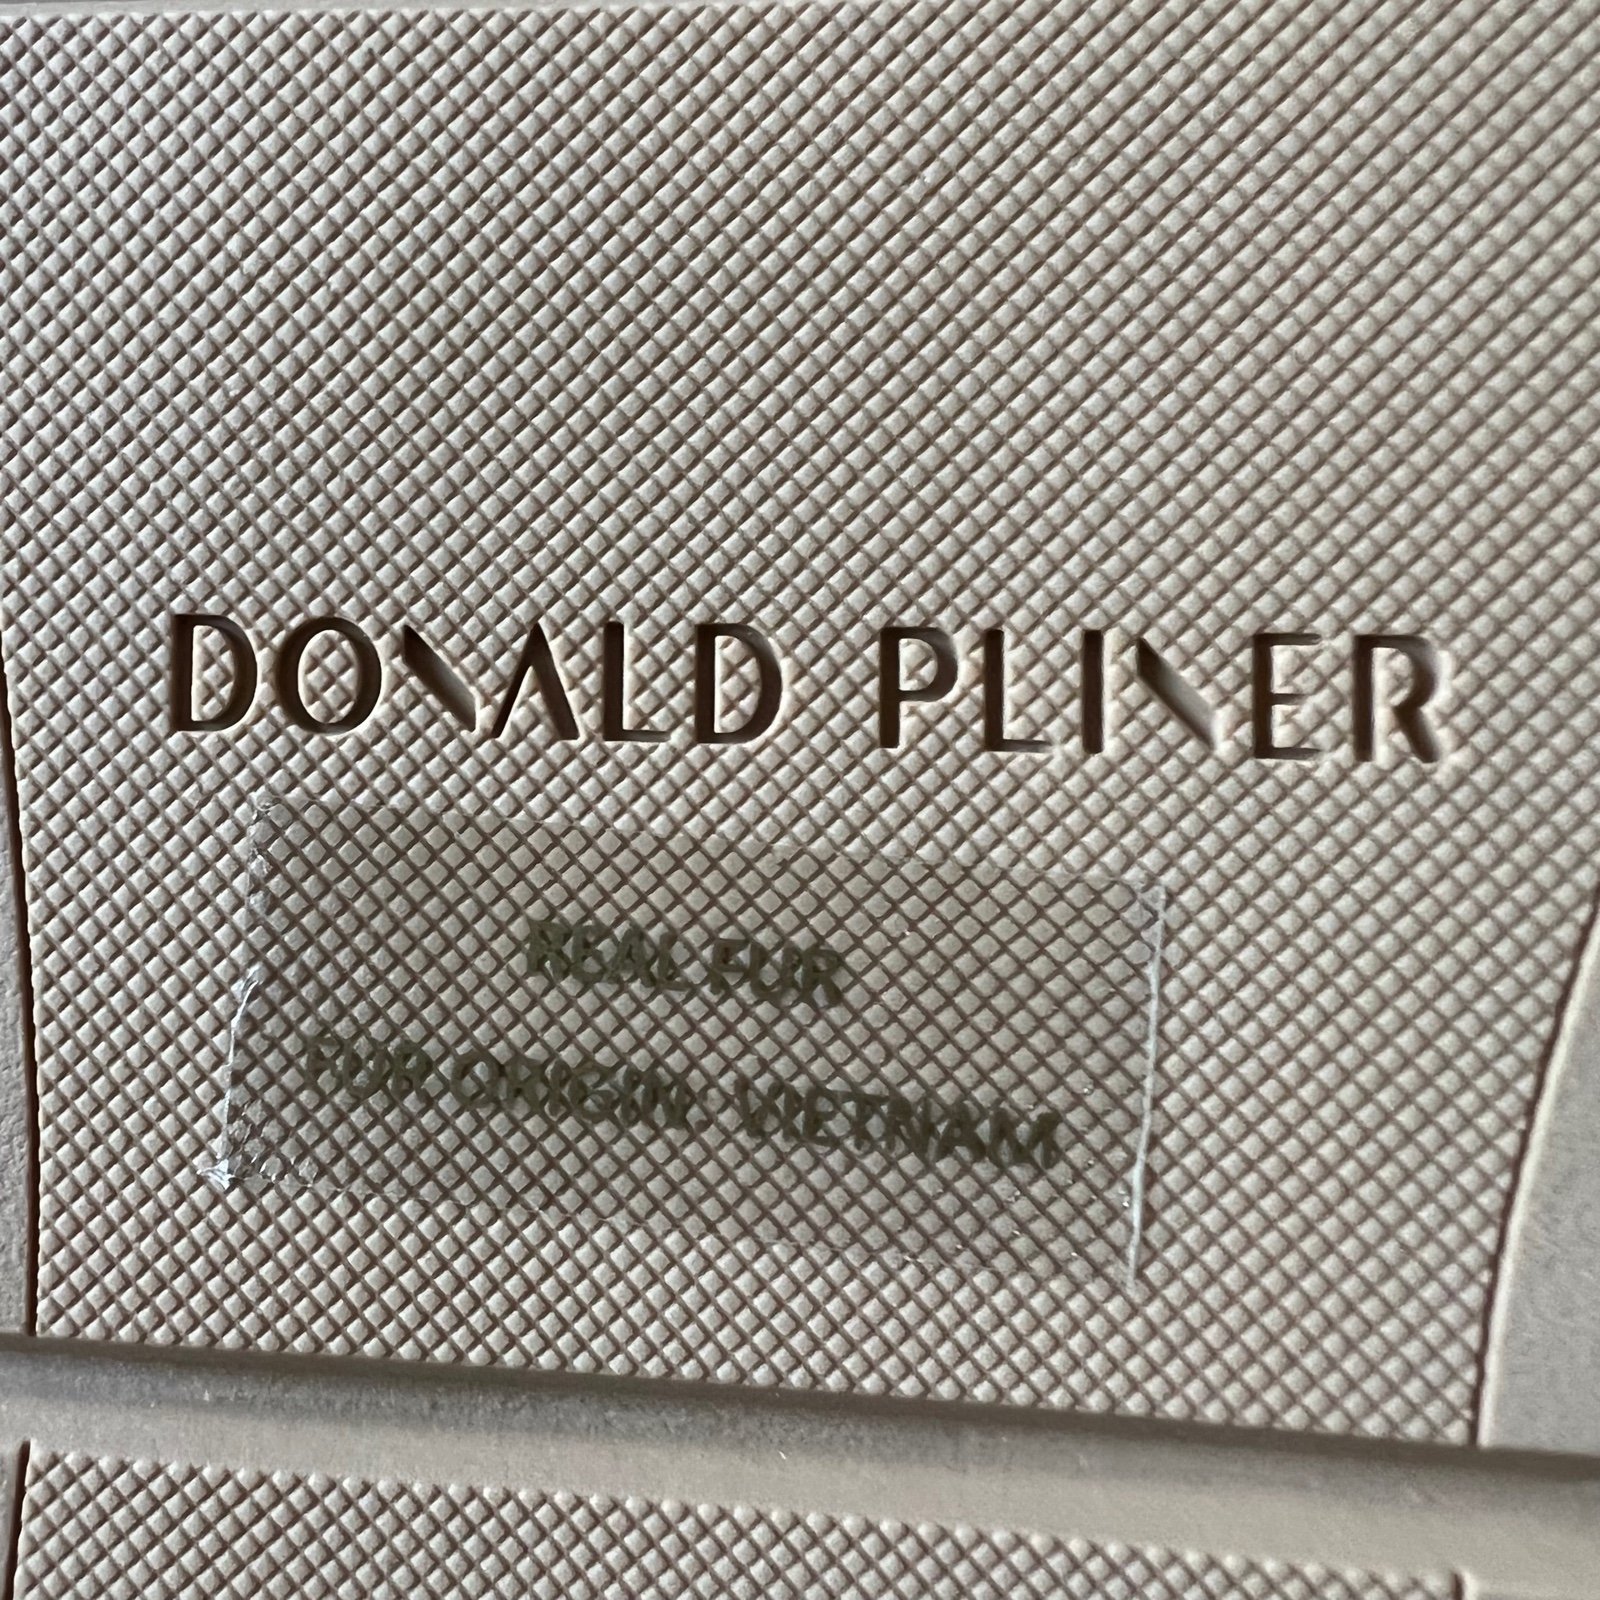 DONALD PLINER
REAL FUR
FUR ORIGIN: VIETNAM